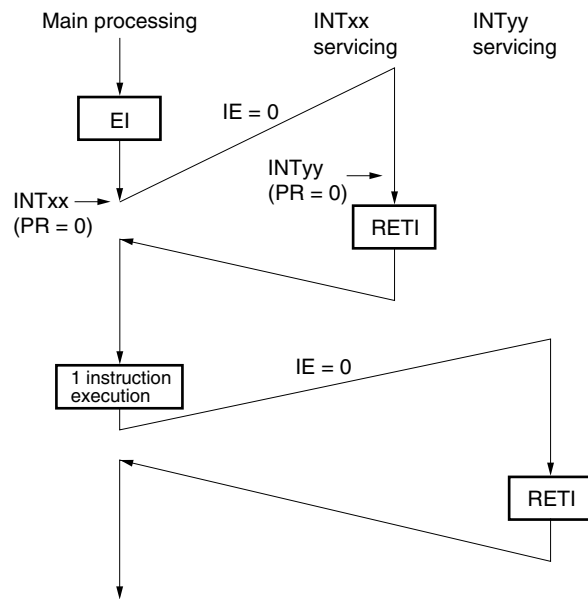 Main processing
INTxx
servicing
INTyy
servicing
EI
IE = 0
INTxx
(PR = 0)
INTyy
(PR = 0)
RETI
1 instruction
execution
IE = 0
RETI